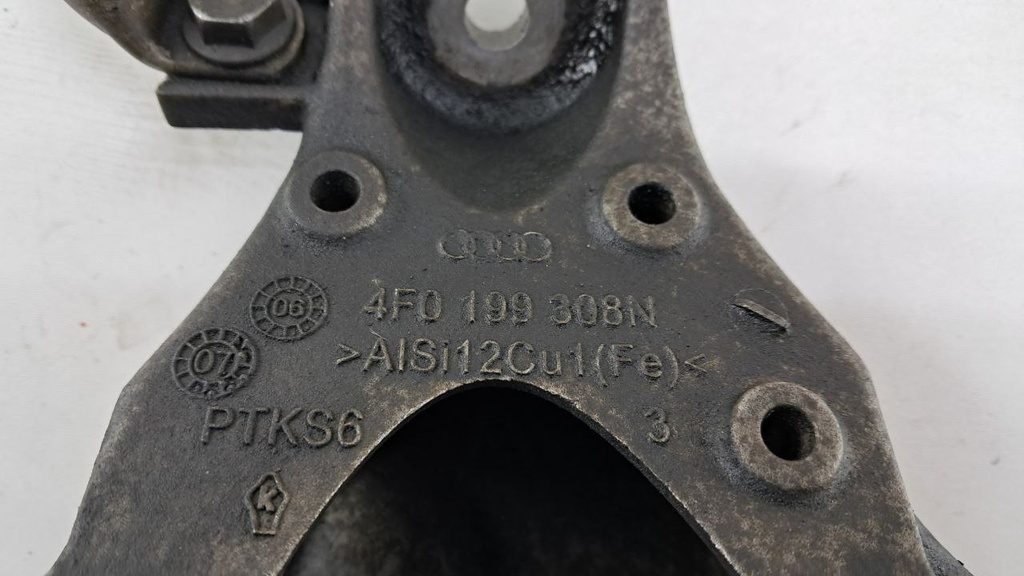 06
4F0 199 308N
07
>AlSi12Cu1(Fe)<
PTKS6
3
K